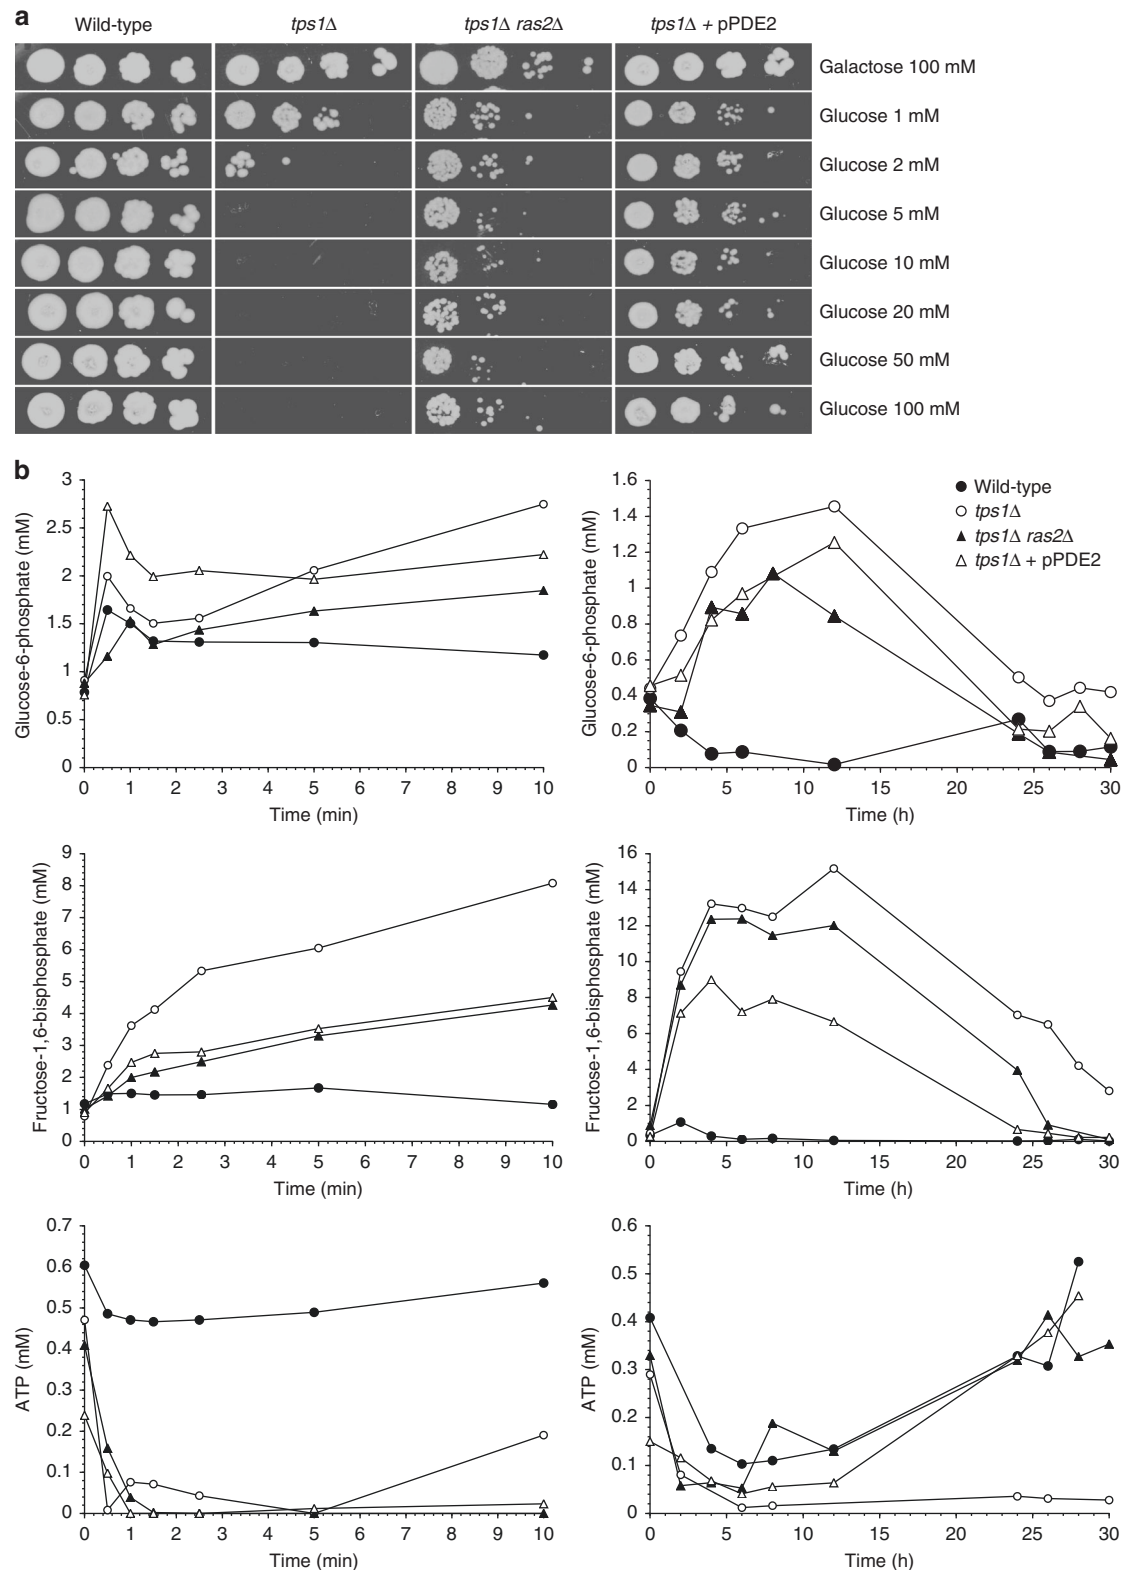 a
Wild-type
tps1Δ
tps1Δ ras2Δ
tps1Δ + pPDE2
Galactose 100 mM
Glucose 1 mM
Glucose 2 mM
Glucose 5 mM
Glucose 10 mM
Glucose 20 mM
Glucose 50 mM
Glucose 100 mM
b
Glucose-6-phosphate (mM)
3
2.5
2
1.5
1
0.5
0
0 1 2 3 4 5 6 7 8 9 10
Time (min)
Glucose-6-phosphate (mM)
1.6
1.4
1.2
1
0.8
0.6
0.4
0.2
0
0 5 10 15 20 25 30
Time (h)
Wild-type
tps1Δ
tps1Δ ras2Δ
tps1Δ + pPDE2
Fructose-1,6-bisphosphate (mM)
9
8
7
6
5
4
3
2
1
0
0 1 2 3 4 5 6 7 8 9 10
Time (min)
Fructose-1,6-bisphosphate (mM)
16
14
12
10
8
6
4
2
0
0 5 10 15 20 25 30
Time (h)
ATP (mM)
0.7
0.6
0.5
0.4
0.3
0.2
0.1
0
0 1 2 3 4 5 6 7 8 9 10
Time (min)
ATP (mM)
0.6
0.5
0.4
0.3
0.2
0.1
0
0 5 10 15 20 25 30
Time (h)